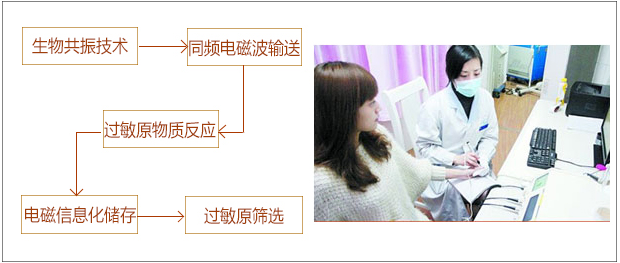 生物共振技术
同频电磁波输送
过敏原物质反应
电磁信息化储存
过敏原筛选